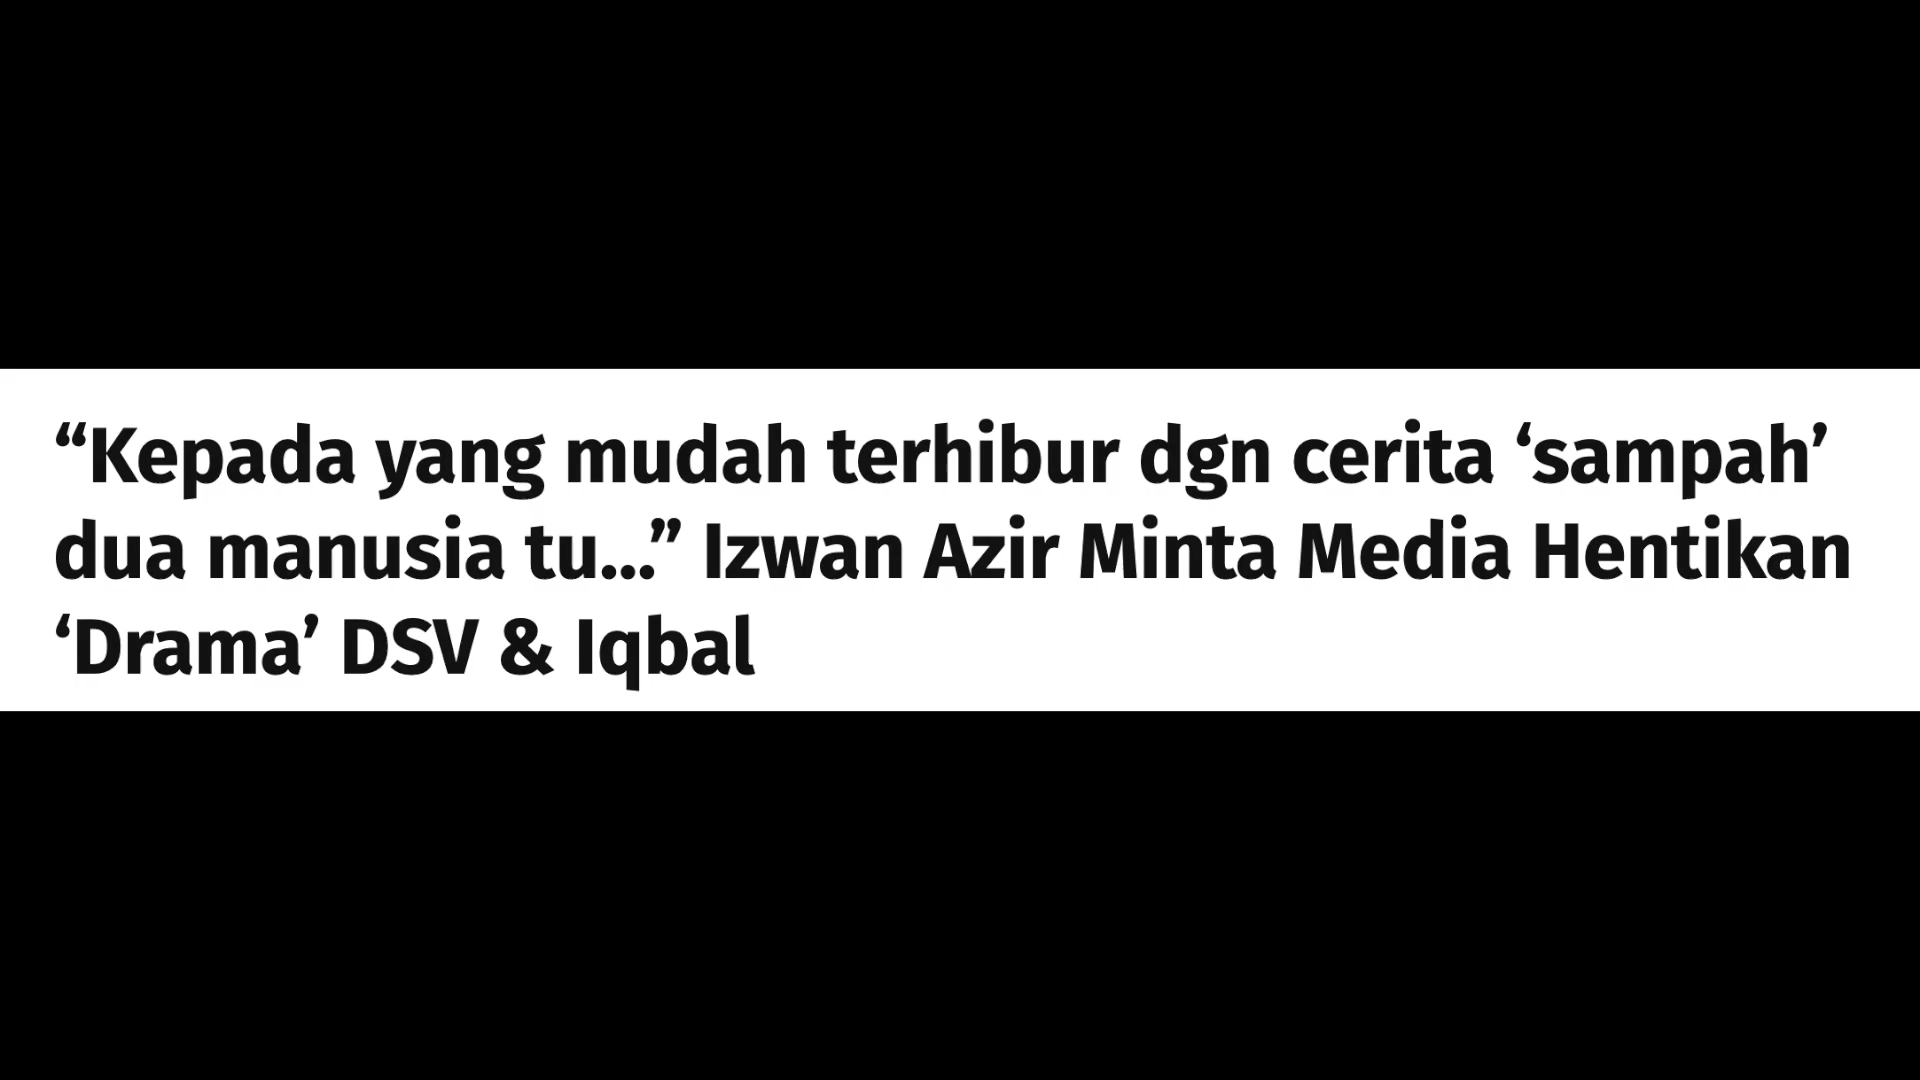 “Kepada yang mudah terhibur dgn cerita ‘sampah’
dua manusia tu...” Izwan Azir Minta Media Hentikan
‘Drama’ DSV & Iqbal